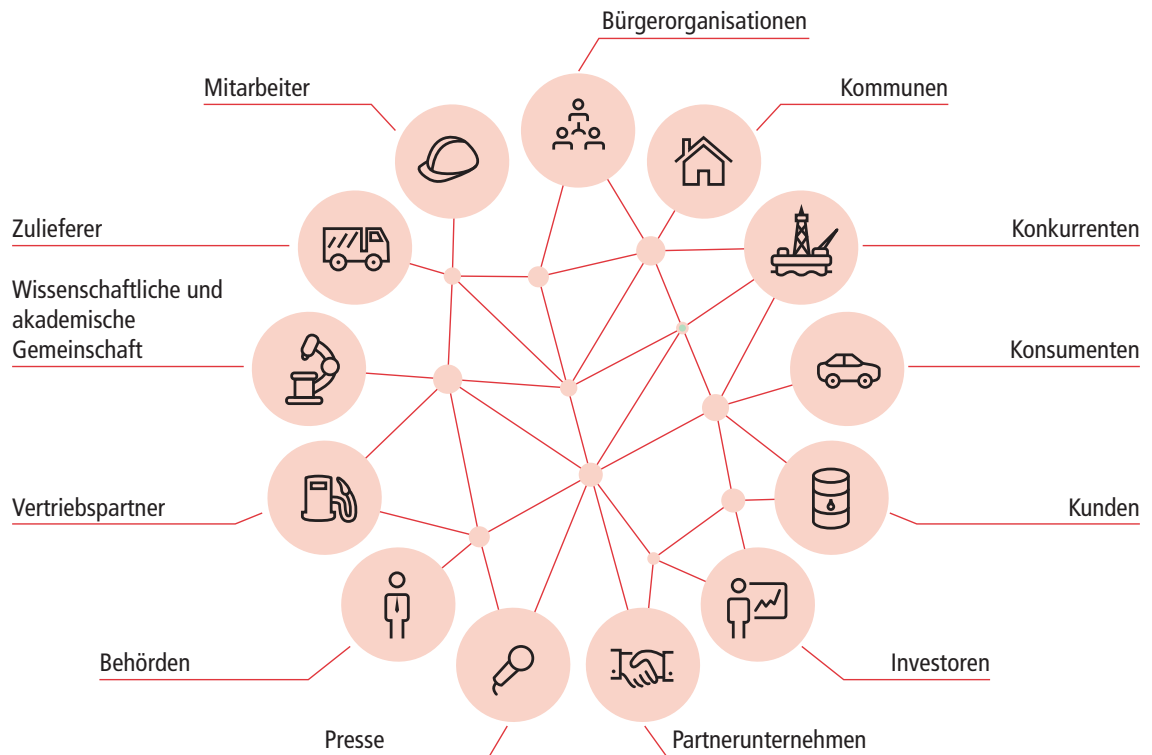 Bürgerorganisationen
Mitarbeiter
Kommunen
Zulieferer
Konkurrenten
Wissenschaftliche und
akademische
Gemeinschaft
Konsumenten
Vertriebspartner
Kunden
Behörden
Investoren
Presse
Partnerunternehmen